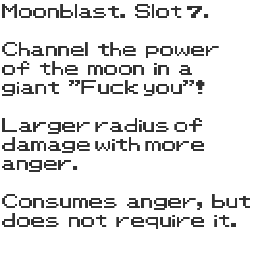 Moonblast. Slot 7.
Channel the power
of the moon in a
giant "Fuck you"!
Larger radius of
damage with more
anger.
Consumes anger, but
does not require it.